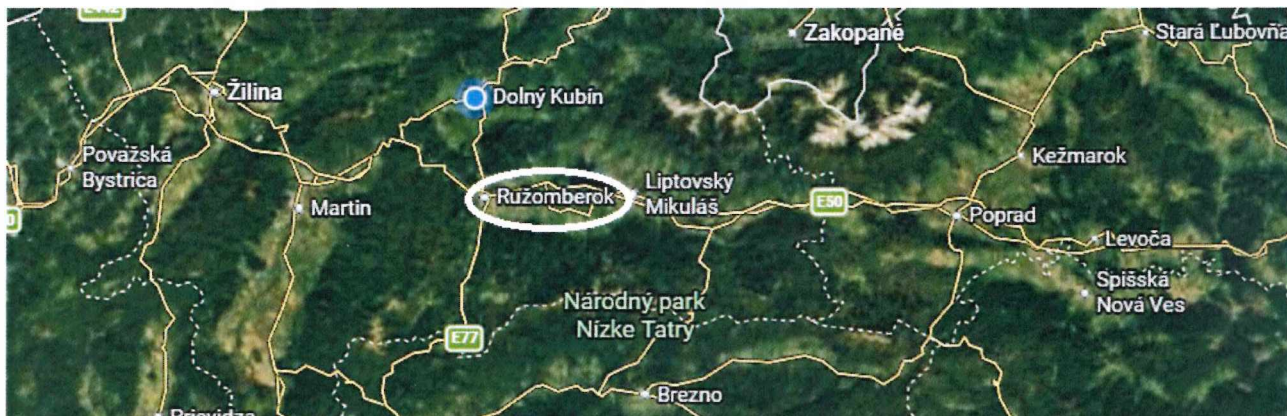 Zakopané
Stará Ľubovňa
Žilina
Dolný Kubín
Považská
Bystrica
Kežmarok
Ružomberok
Liptovský
Mikuláš
Martin
E50
Poprad
Levoča
Spišská
Nová Ves
Národný park
Nízke Tatry
E77
Brezno